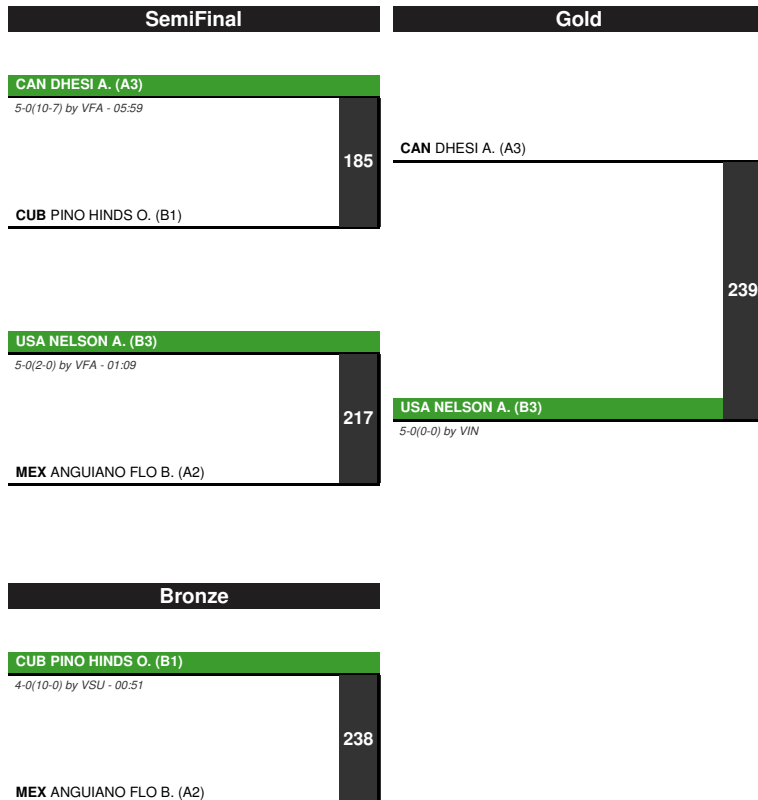 SemiFinal
Gold
CAN DHESI A. (A3)
5-0(10-7) by VFA - 05:59
185
CUB PINO HINDS O. (B1)
CAN DHESI A. (A3)
239
USA NELSON A. (B3)
5-0(0-0) by VIN
USA NELSON A. (B3)
5-0(2-0) by VFA - 01:09
217
MEX ANGUIANO FLO B. (A2)
Bronze
CUB PINO HINDS O. (B1)
4-0(10-0) by VSU - 00:51
238
MEX ANGUIANO FLO B. (A2)